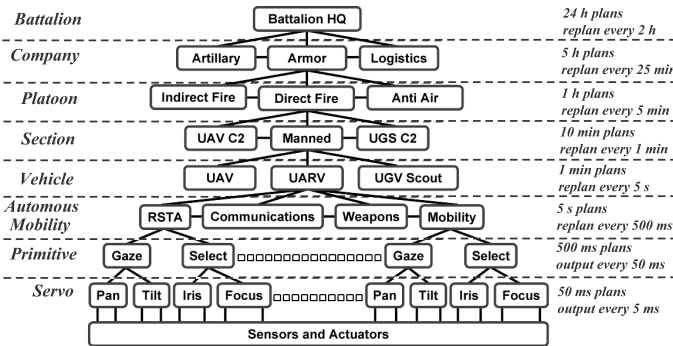 Battalion
Battalion HQ
24 h plans
replan every 2 h
Company
Artillary
Armor
Logistics
5 h plans
replan every 25 min
Platoon
Indirect Fire
Direct Fire
Anti Air
1 h plans
replan every 5 min
Section
UAV C2
Manned
UGS C2
10 min plans
replan every 1 min
Vehicle
UAV
UARV
UGV Scout
1 min plans
replan every 5 s
Autonmous
Mobility
RSTA
Communications
Weapons
Mobility
5 s plans
replan every 500 ms
Primitive
Gaze
Select
Gaze
Select
500 ms plans
output every 50 ms
Servo
Pan
Tilt
Iris
Focus
Pan
Tilt
Iris
Focus
50 ms plans
output every 5 ms
Sensors and Actuators